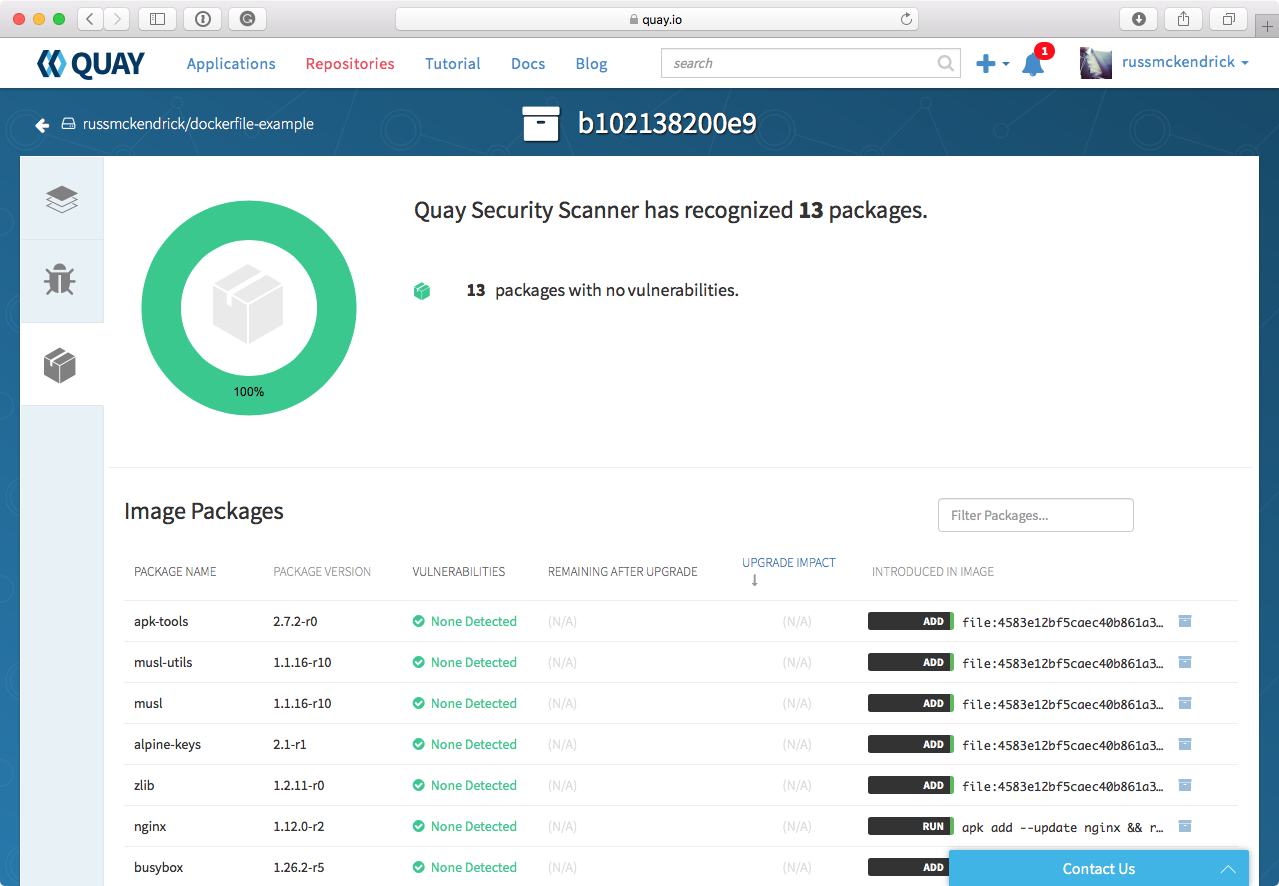 quay.io
QUAY Applications Repositories Tutorial Docs Blog search 1 russmckendrick
russmckendrick/dockerfile-example b102138200e9
Quay Security Scanner has recognized 13 packages.
13 packages with no vulnerabilities.
100%
Image Packages Filter Packages...
PACKAGE NAME PACKAGE VERSION VULNERABILITIES REMAINING AFTER UPGRADE UPGRADE IMPACT INTRODUCED IN IMAGE
apk-tools 2.7.2-r0 None Detected (N/A) (N/A) ADD file:4583e12bf5caec40b861a3…
musl-utils 1.1.16-r10 None Detected (N/A) (N/A) ADD file:4583e12bf5caec40b861a3…
musl 1.1.16-r10 None Detected (N/A) (N/A) ADD file:4583e12bf5caec40b861a3…
alpine-keys 2.1-r1 None Detected (N/A) (N/A) ADD file:4583e12bf5caec40b861a3…
zlib 1.2.11-r0 None Detected (N/A) (N/A) ADD file:4583e12bf5caec40b861a3…
nginx 1.12.0-r2 None Detected (N/A) (N/A) RUN apk add --update nginx && r…
busybox 1.26.2-r5 None Detected (N/A) (N/A) ADD
Contact Us